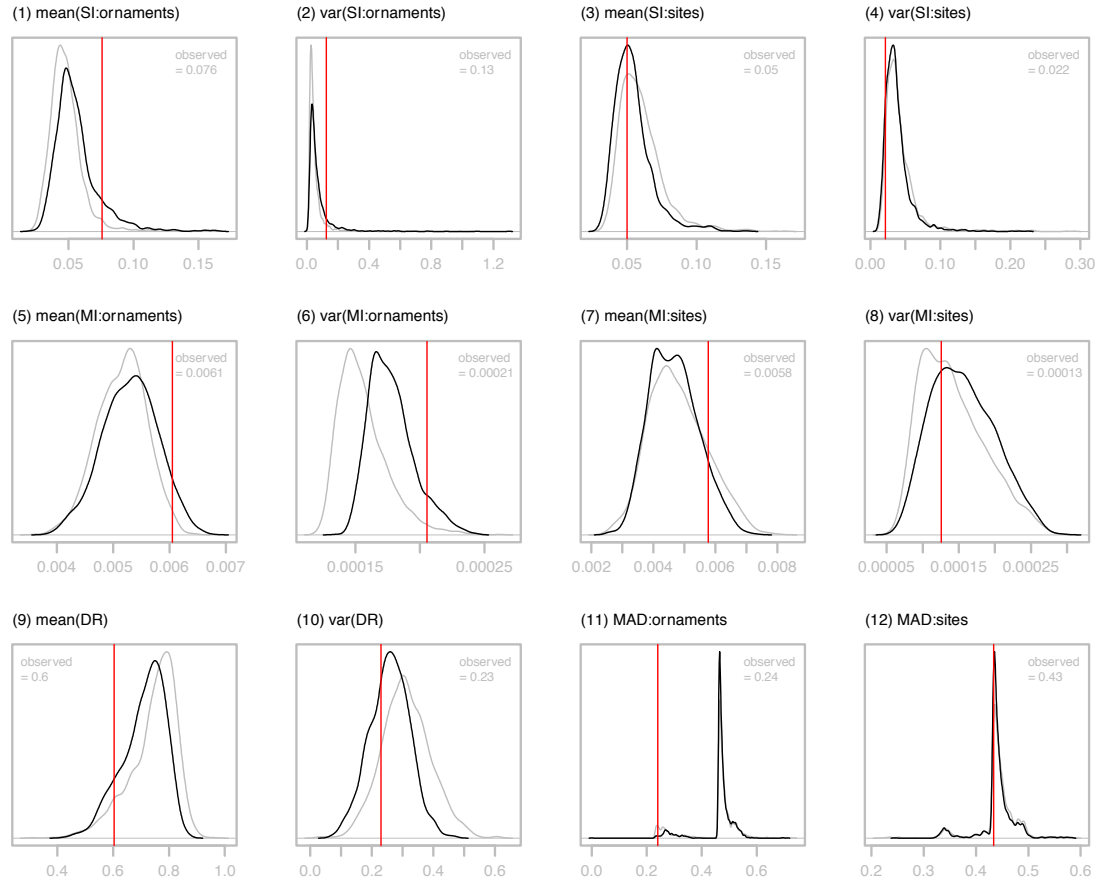 (1) mean(SI:ornaments)
observed
= 0.076
0.05 0.10 0.15
(2) var(SI:ornaments)
observed
= 0.13
0.0 0.4 0.8 1.2
(3) mean(SI:sites)
observed
= 0.05
0.05 0.10 0.15
(4) var(SI:sites)
observed
= 0.022
0.00 0.10 0.20 0.30
(5) mean(MI:ornaments)
observed
= 0.0061
0.004 0.005 0.006 0.007
(6) var(MI:ornaments)
observed
= 0.00021
0.00015 0.00025
(7) mean(MI:sites)
observed
= 0.0058
0.002 0.004 0.006 0.008
(8) var(MI:sites)
observed
= 0.00013
0.00005 0.00015 0.00025
(9) mean(DR)
observed
= 0.6
0.4 0.6 0.8 1.0
(10) var(DR)
observed
= 0.23
0.0 0.2 0.4 0.6
(11) MAD:ornaments
observed
= 0.24
0.0 0.2 0.4 0.6
(12) MAD:sites
observed
= 0.43
0.2 0.3 0.4 0.5 0.6